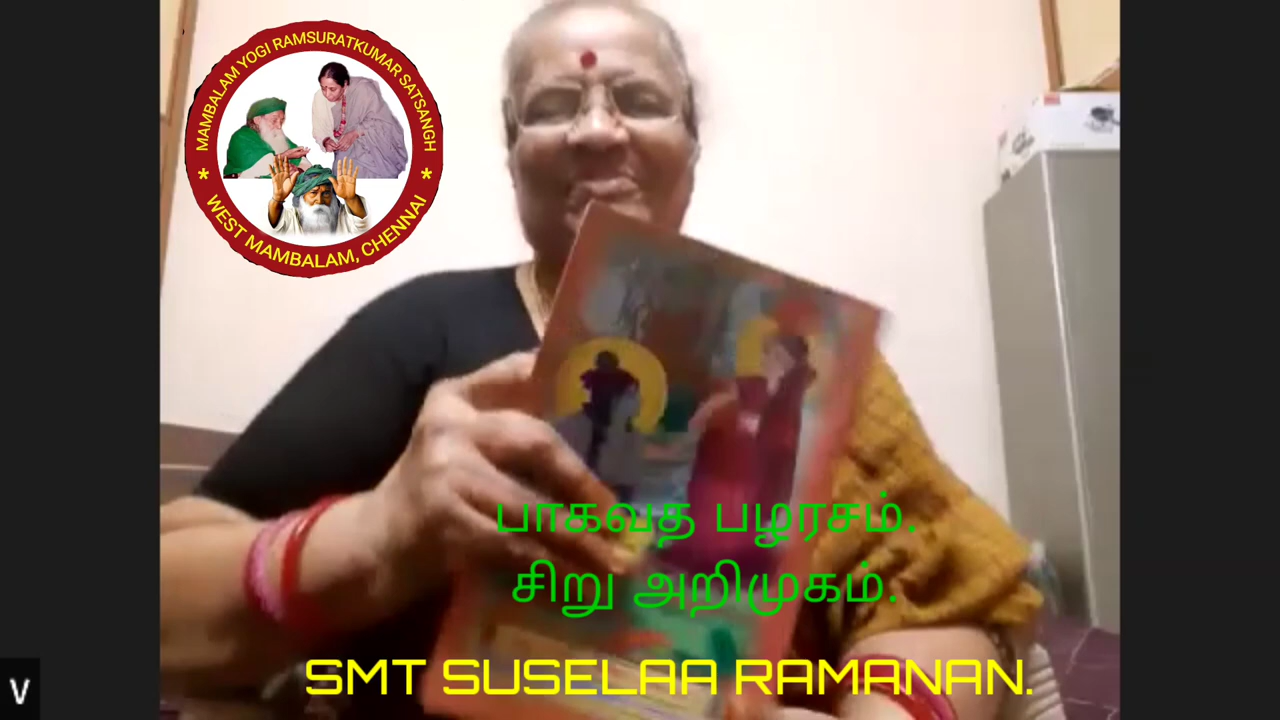 MAMBALAM YOGI RAMSURATKUMAR SATSANGH
* WEST MAMBALAM, CHENNAI *
பாகவத பழரசம்.
சிறு அறிமுகம்.
SMT SUSELAA RAMANAN.
V